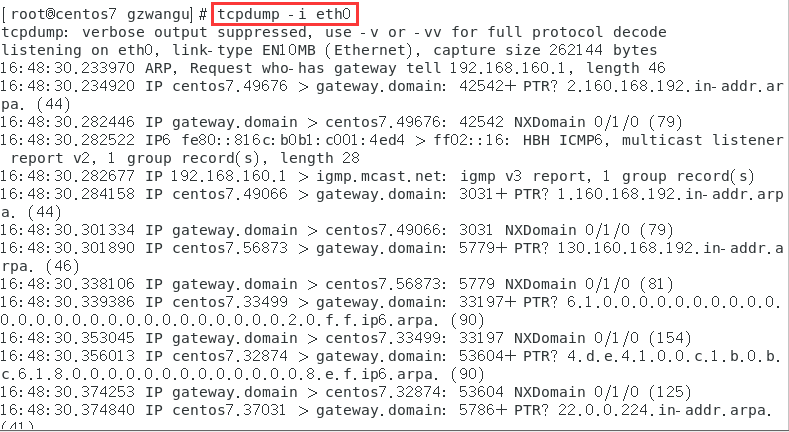 [root@centos7 gzwangu]# tcpdump -i eth0
tcpdump: verbose output suppressed, use -v or -vv for full protocol decode
listening on eth0, link-type EN10MB (Ethernet), capture size 262144 bytes
16:48:30.233970 ARP, Request who-has gateway tell 192.168.160.1, length 46
16:48:30.234920 IP centos7.49676 > gateway.domain: 42542+ PTR? 2.160.168.192.in-addr.
arpa. (44)
16:48:30.282446 IP gateway.domain > centos7.49676: 42542 NXDomain 0/1/0 (79)
16:48:30.282522 IP6 fe80::816c:b0b1:c001:4ed4 > ff02::16: HBH ICMP6, multicast listener
report v2, 1 group record(s), length 28
16:48:30.282677 IP 192.168.160.1 > igmp.mcast.net: igmp v3 report, 1 group record(s)
16:48:30.284158 IP centos7.49066 > gateway.domain: 3031+ PTR? 1.160.168.192.in-addr.arp
a. (44)
16:48:30.301334 IP gateway.domain > centos7.49066: 3031 NXDomain 0/1/0 (79)
16:48:30.301890 IP centos7.56873 > gateway.domain: 5779+ PTR? 130.160.168.192.in-addr.a
rpa. (46)
16:48:30.338106 IP gateway.domain > centos7.56873: 5779 NXDomain 0/1/0 (81)
16:48:30.339386 IP centos7.33499 > gateway.domain: 33197+ PTR? 6.1.0.0.0.0.0.0.0.0.0.0.
0.0.0.0.0.0.0.0.0.0.0.0.0.0.0.0.2.0.f.f.ip6.arpa. (90)
16:48:30.353045 IP gateway.domain > centos7.33499: 33197 NXDomain 0/1/0 (154)
16:48:30.356013 IP centos7.32874 > gateway.domain: 53604+ PTR? 4.d.e.4.1.0.0.c.1.b.0.b.
c.6.1.8.0.0.0.0.0.0.0.0.0.0.0.0.0.8.e.f.ip6.arpa. (90)
16:48:30.374253 IP gateway.domain > centos7.32874: 53604 NXDomain 0/1/0 (125)
16:48:30.374840 IP centos7.37031 > gateway.domain: 5786+ PTR? 22.0.0.224.in-addr.arpa.
(41)